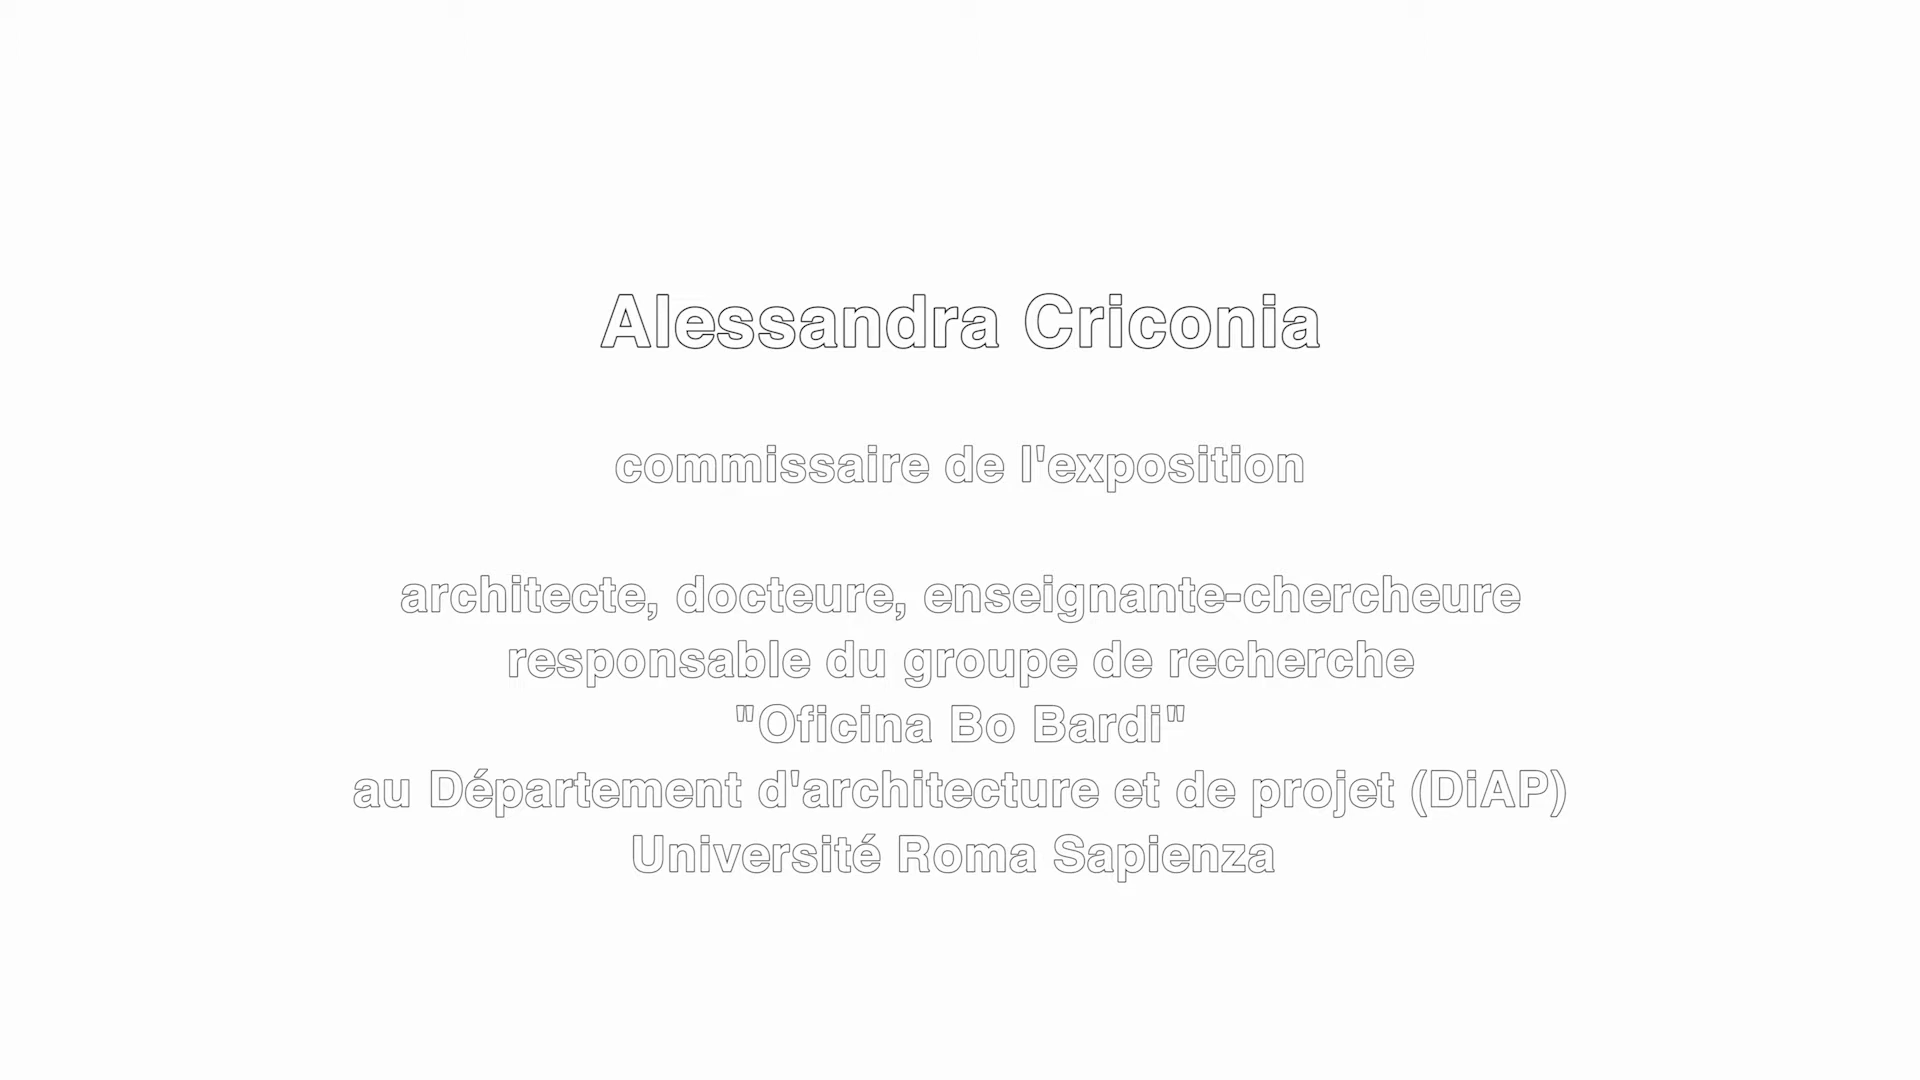 Alessandra Criconia
commissaire de l'exposition
architecte, docteure, enseignante-chercheure
responsable du groupe de recherche
"Oficina Bo Bardi"
au Département d'architecture et de projet (DiAP)
Université Roma Sapienza